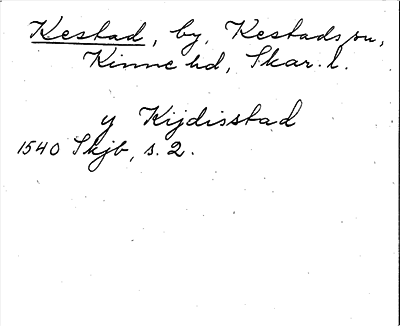 Kestad, by, Kestads sn,
Kinne hd, Skar. l.
y Kijdisstad
1540 Skjb, s. 2.